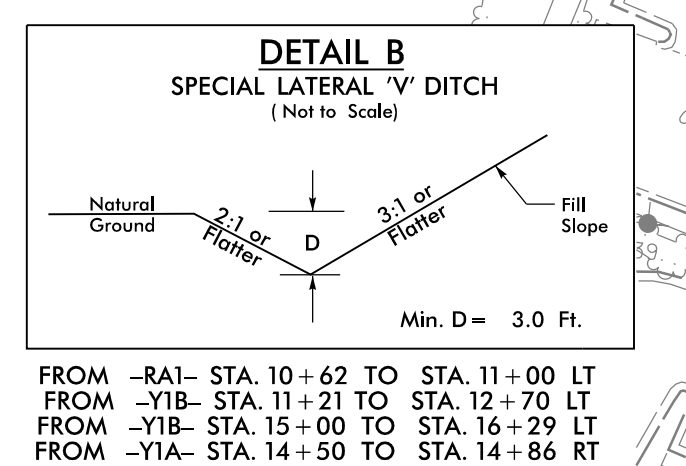 DETAIL B
SPECIAL LATERAL 'V' DITCH
( Not to Scale)
Natural
Ground
2:1 or
Flatter
D
3:1 or
Flatter
Fill
Slope
Min. D = 3.0 Ft.
FROM –RA1– STA. 10+62 TO STA. 11+00 LT
FROM –Y1B– STA. 11+21 TO STA. 12+70 LT
FROM –Y1B– STA. 15+00 TO STA. 16+29 LT
FROM –Y1A– STA. 14+50 TO STA. 14+86 RT